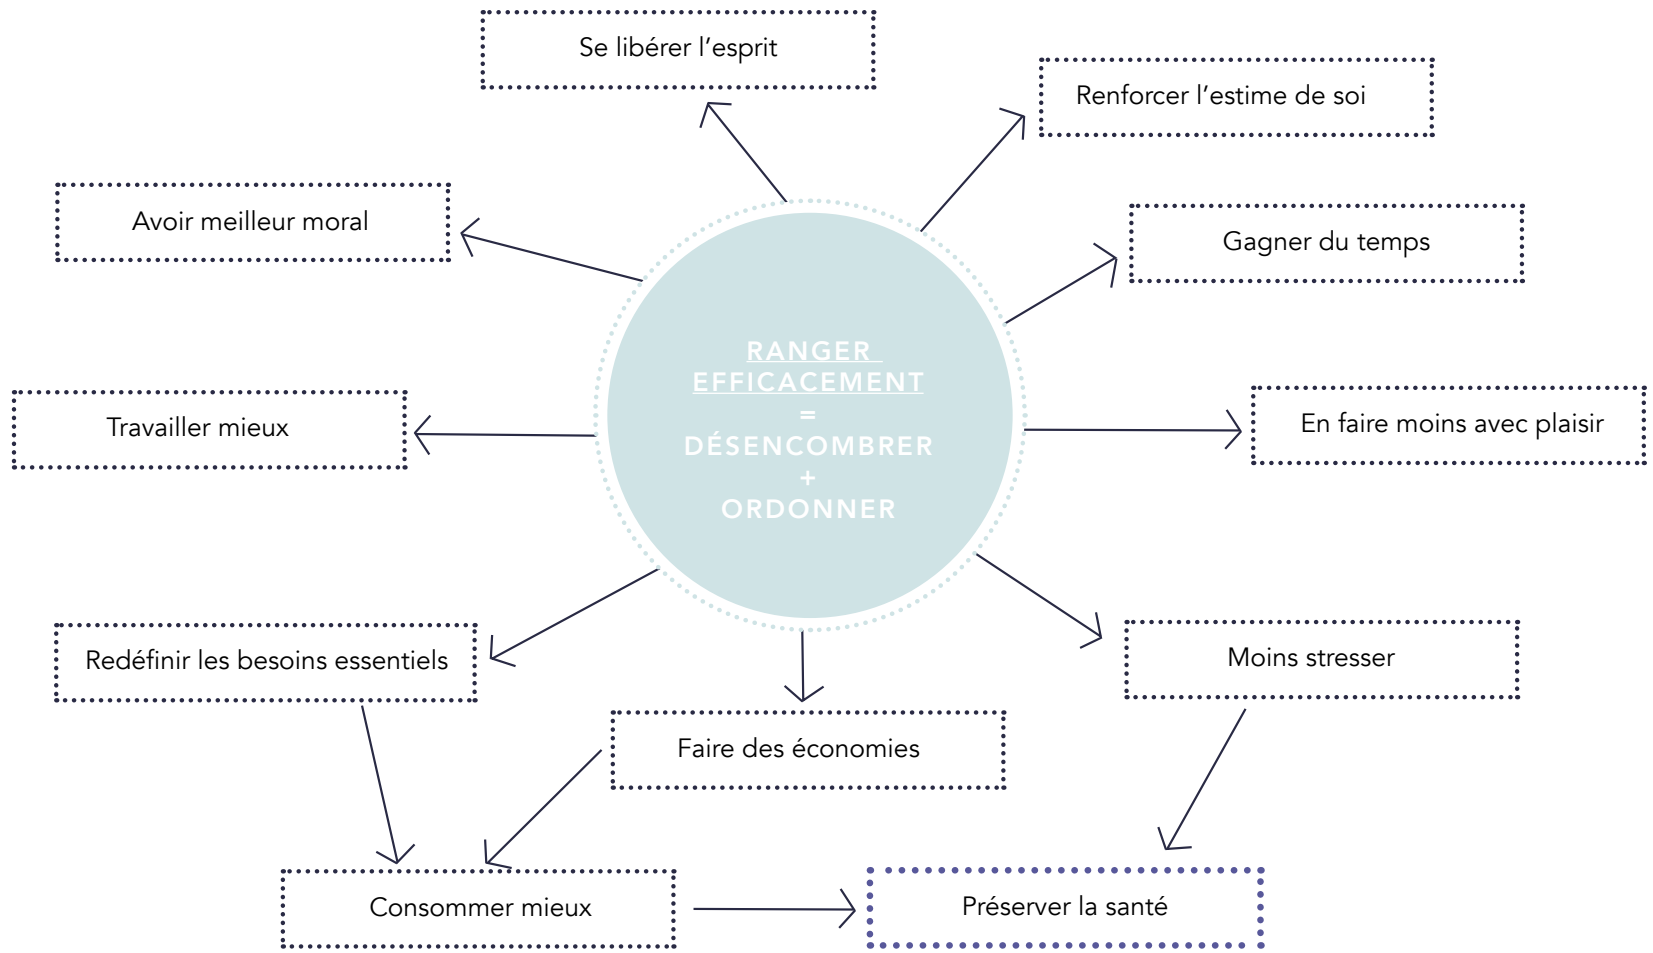 Se libérer l’esprit
Renforcer l’estime de soi
Avoir meilleur moral
Gagner du temps
RANGER
EFFICACEMENT
=
DÉSENCOMBRER
+
ORDONNER
Travailler mieux
En faire moins avec plaisir
Redéfinir les besoins essentiels
Moins stresser
Faire des économies
Consommer mieux
Préserver la santé